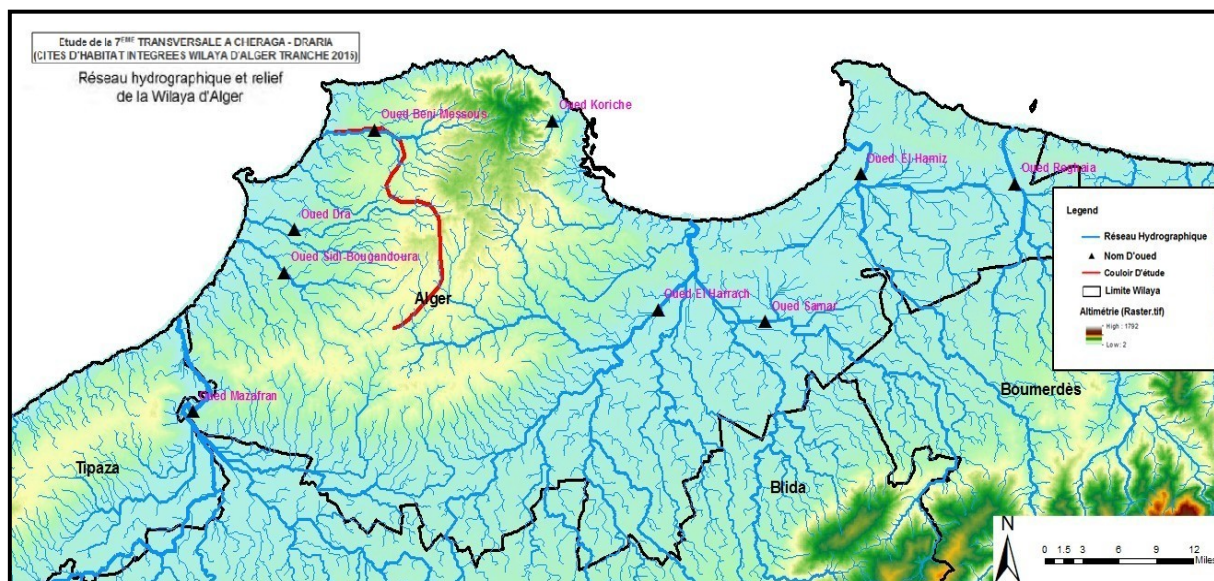 Etude de la 7ÈME TRANSVERSALE A CHERAGA - DRARIA
(CITES D'HABITAT INTEGREES WILAYA D'ALGER TRANCHE 2015)
Réseau hydrographique et relief
de la Wilaya d'Alger
Oued Koriche
Oued Beni Messous
Oued El Hamiz
Oued Reghaia
Oued Dra
Oued Sidi-Bougandoura
Alger
Oued El Harrach
Oued Samar
Oued Mazafran
Boumerdès
Tipaza
Blida
Legend
Réseau Hydrographique
Nom D'oued
Couloir D'étude
Limite Wilaya
Altimétrie (Raster.tif)
High : 1792
Low: 2
N
0 1.5 3 6 9 12
Miles